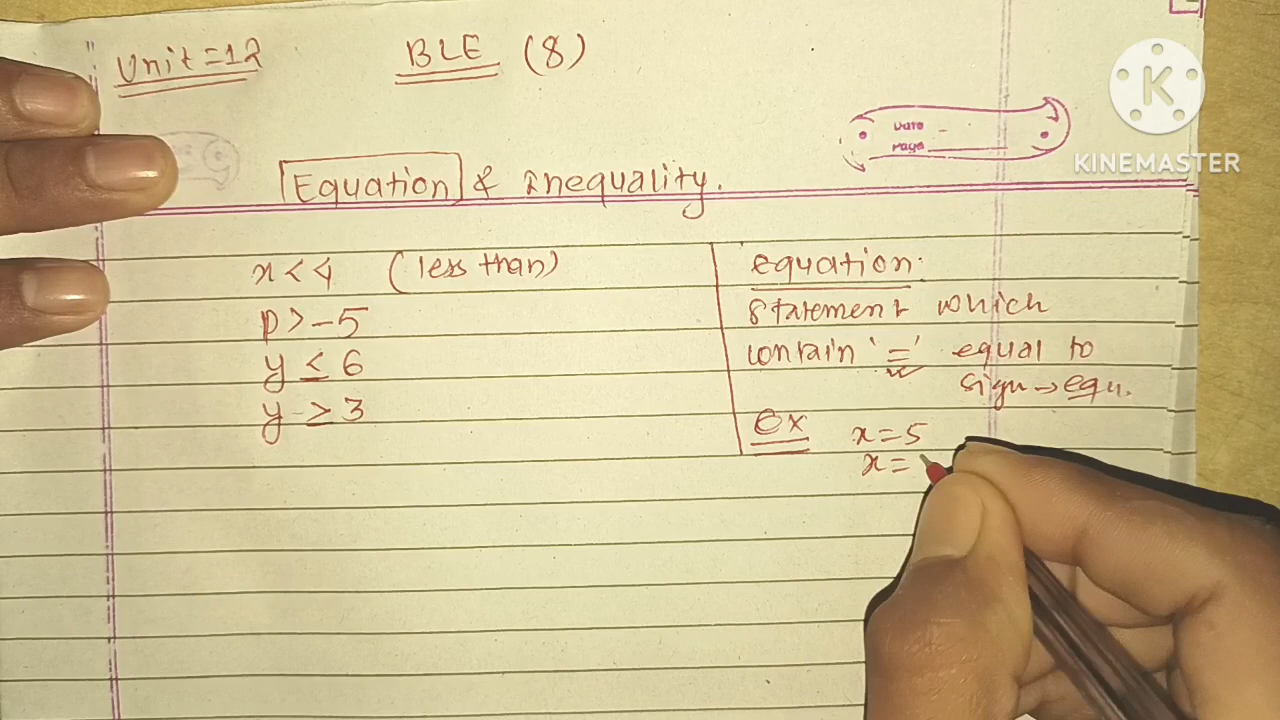 Unit=12 BLE (8)
Date
Page
K
KINEMASTER
Equation & Inequality.
x < 4 (less than)
p > -5
y ≤ 6
y ≥ 3
equation:
statement which
contain '=' equal to
sign → equ.
Ex x=5
x=